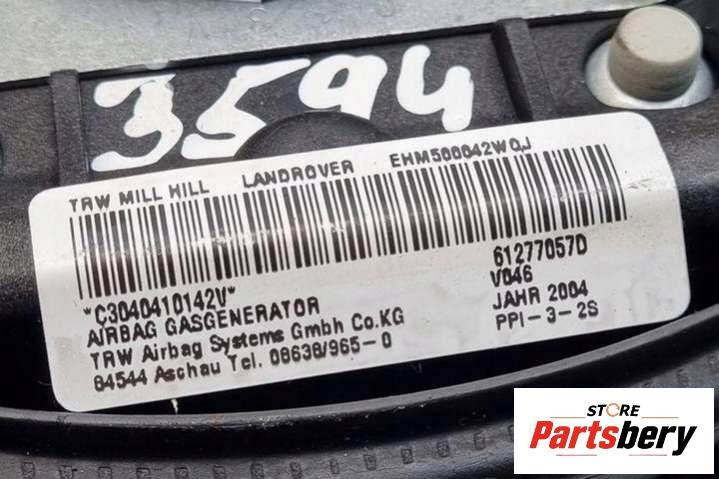 3594
TRW MILL HILL LANDROVER EHM500042WQJ
*C3040410142V* 61277057D
AIRBAG GASGENERATOR V046
TRW Airbag Systems Gmbh Co.KG JAHR 2004
84544 Aschau Tel. 08638/965-0 PPI-3-2S
STORE
Partsbery